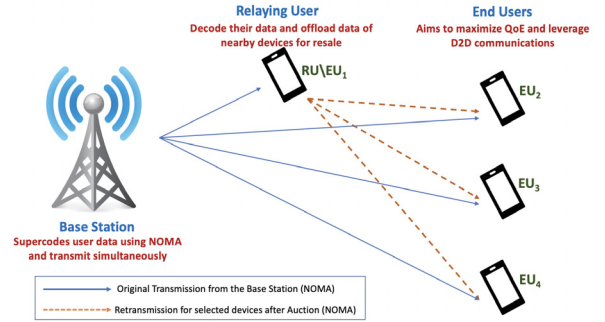 Relaying User
Decode their data and offload data of
nearby devices for resale
RU\EU1
End Users
Aims to maximize QoE and leverage
D2D communications
EU2
EU3
EU4
Base Station
Supercodes user data using NOMA
and transmit simultaneously
Original Transmission from the Base Station (NOMA)
Retransmission for selected devices after Auction (NOMA)